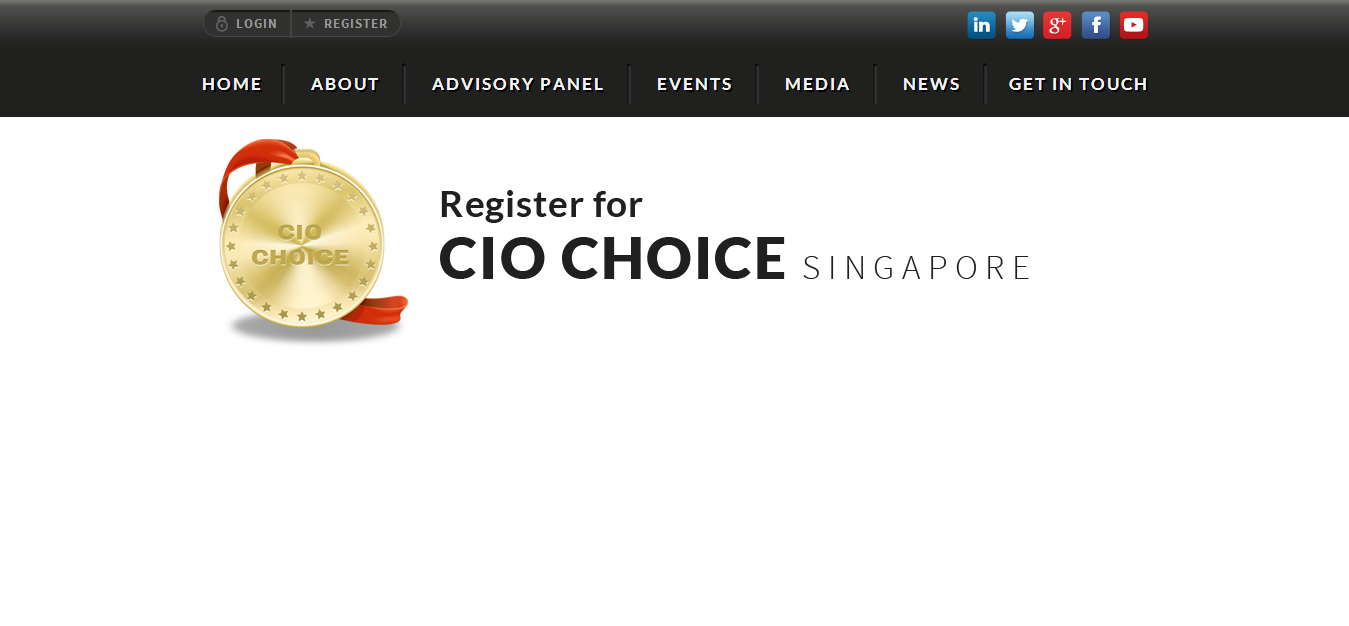 LOGIN REGISTER
HOME ABOUT ADVISORY PANEL EVENTS MEDIA NEWS GET IN TOUCH
CIO
CHOICE
Register for
CIO CHOICE SINGAPORE